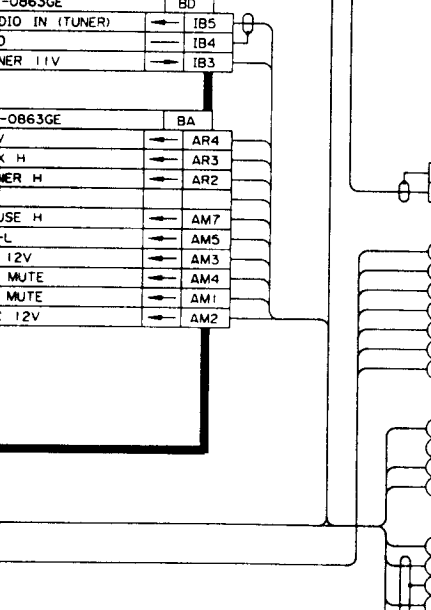 -0863GE BD
DIO IN (TUNER) IB5
IB4
NER 11V IB3
-0863GE BA
AR4
X H AR3
NER H AR2
USE H AM7
-L AM5
12V AM3
MUTE AM4
MUTE AM1
12V AM2